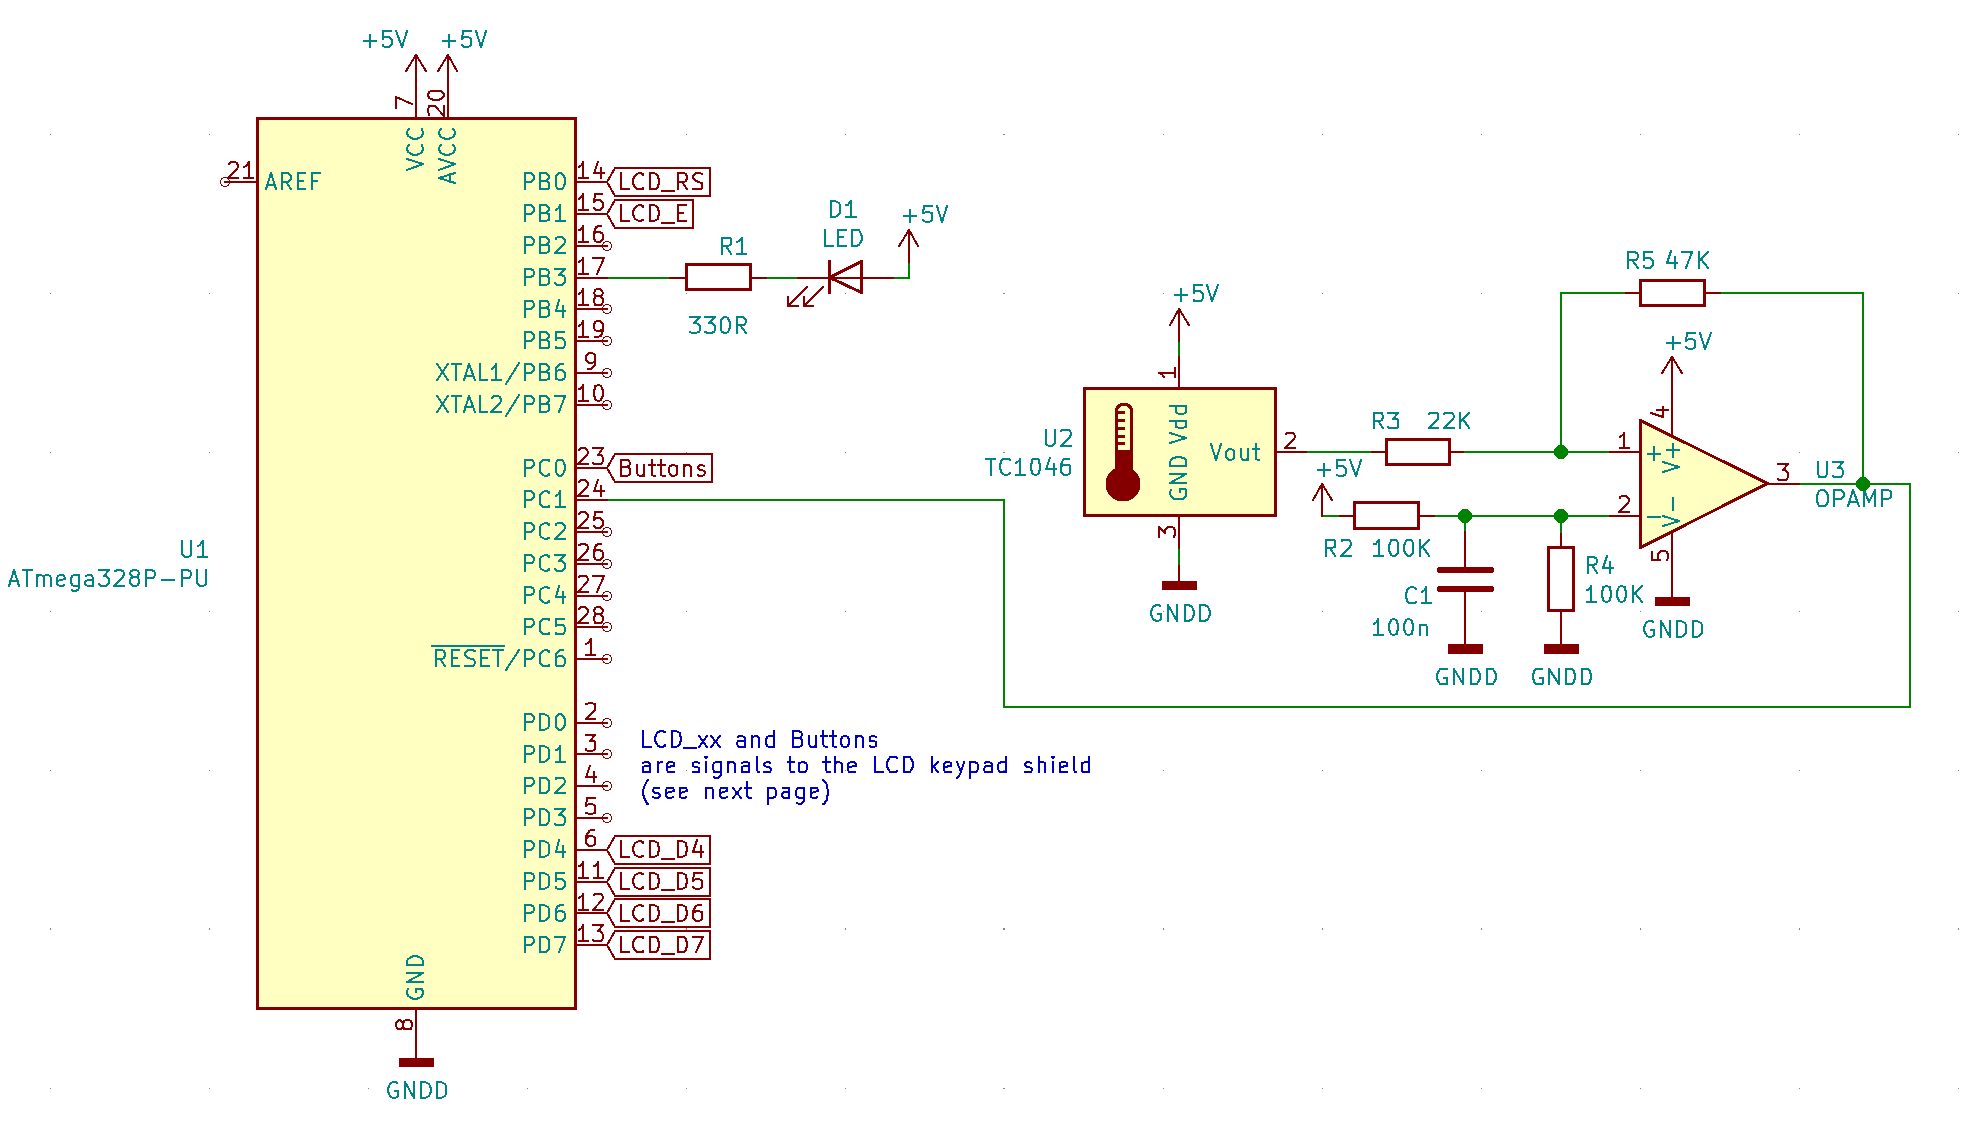 +5V
+5V
7
20
VCC
AVCC
21
AREF
U1
ATmega328P-PU
PB0
14
LCD_RS
PB1
15
LCD_E
PB2
16
PB3
17
PB4
18
PB5
19
XTAL1/PB6
9
XTAL2/PB7
10
PC0
23
Buttons
PC1
24
PC2
25
PC3
26
PC4
27
PC5
28
RESET/PC6
1
PD0
2
PD1
3
PD2
4
PD3
5
PD4
6
LCD_D4
PD5
11
LCD_D5
PD6
12
LCD_D6
PD7
13
LCD_D7
GND
8
GNDD
R1
330R
D1
LED
+5V
LCD_xx and Buttons
are signals to the LCD keypad shield
(see next page)
+5V
1
U2
TC1046
Vdd
GND
Vout
2
3
GNDD
R3 22K
+5V
R2 100K
C1
100n
GNDD
R4
100K
GNDD
R5 47K
+5V
4
1
+
V+
2
-
V-
5
GNDD
3
U3
OPAMP